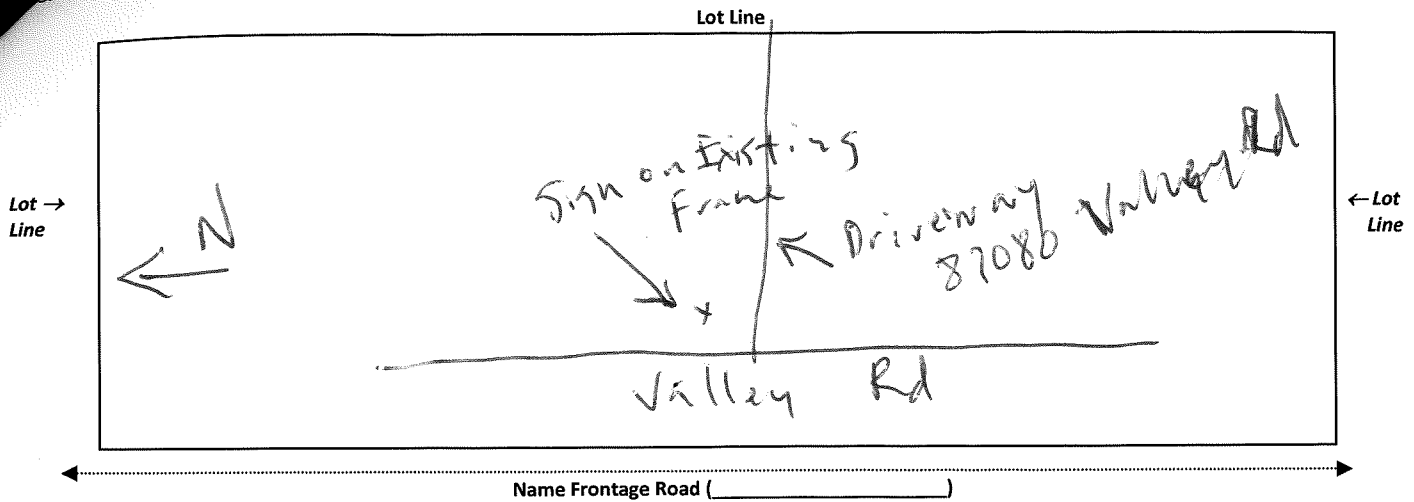 Lot Line
Sign on Existing
Frame
Lot →
Line
N
← Driveway
87080 Valley Rd
←Lot
Line
x
Valley Rd
Name Frontage Road (____________________)